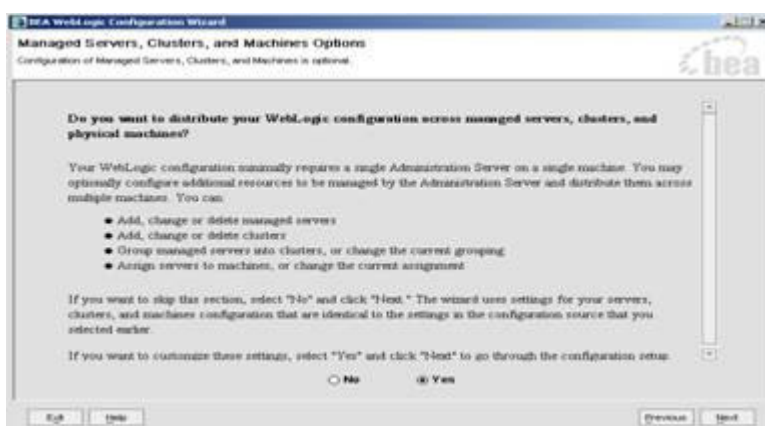 BEA WebLogic Configuration Wizard
Managed Servers, Clusters, and Machines Options
Configuration of Managed Servers, Clusters, and Machines is optional.
bea
Do you want to distribute your WebLogic configuration across managed servers, clusters, and
physical machines?
Your WebLogic configuration minimally requires a single Administration Server on a single machine. You may
optionally configure additional resources to be managed by the Administration Server and distribute them across
multiple machines. You can:
● Add, change or delete managed servers
● Add, change or delete clusters
● Group managed servers into clusters, or change the current grouping
● Assign servers to machines, or change the current assignment
If you want to skip this section, select "No" and click "Next." The wizard uses settings for your servers,
clusters, and machines configuration that are identical to the settings in the configuration source that you
selected earlier.
If you want to customize these settings, select "Yes" and click "Next" to go through the configuration setup.
No Yes
Exit Help Previous Next